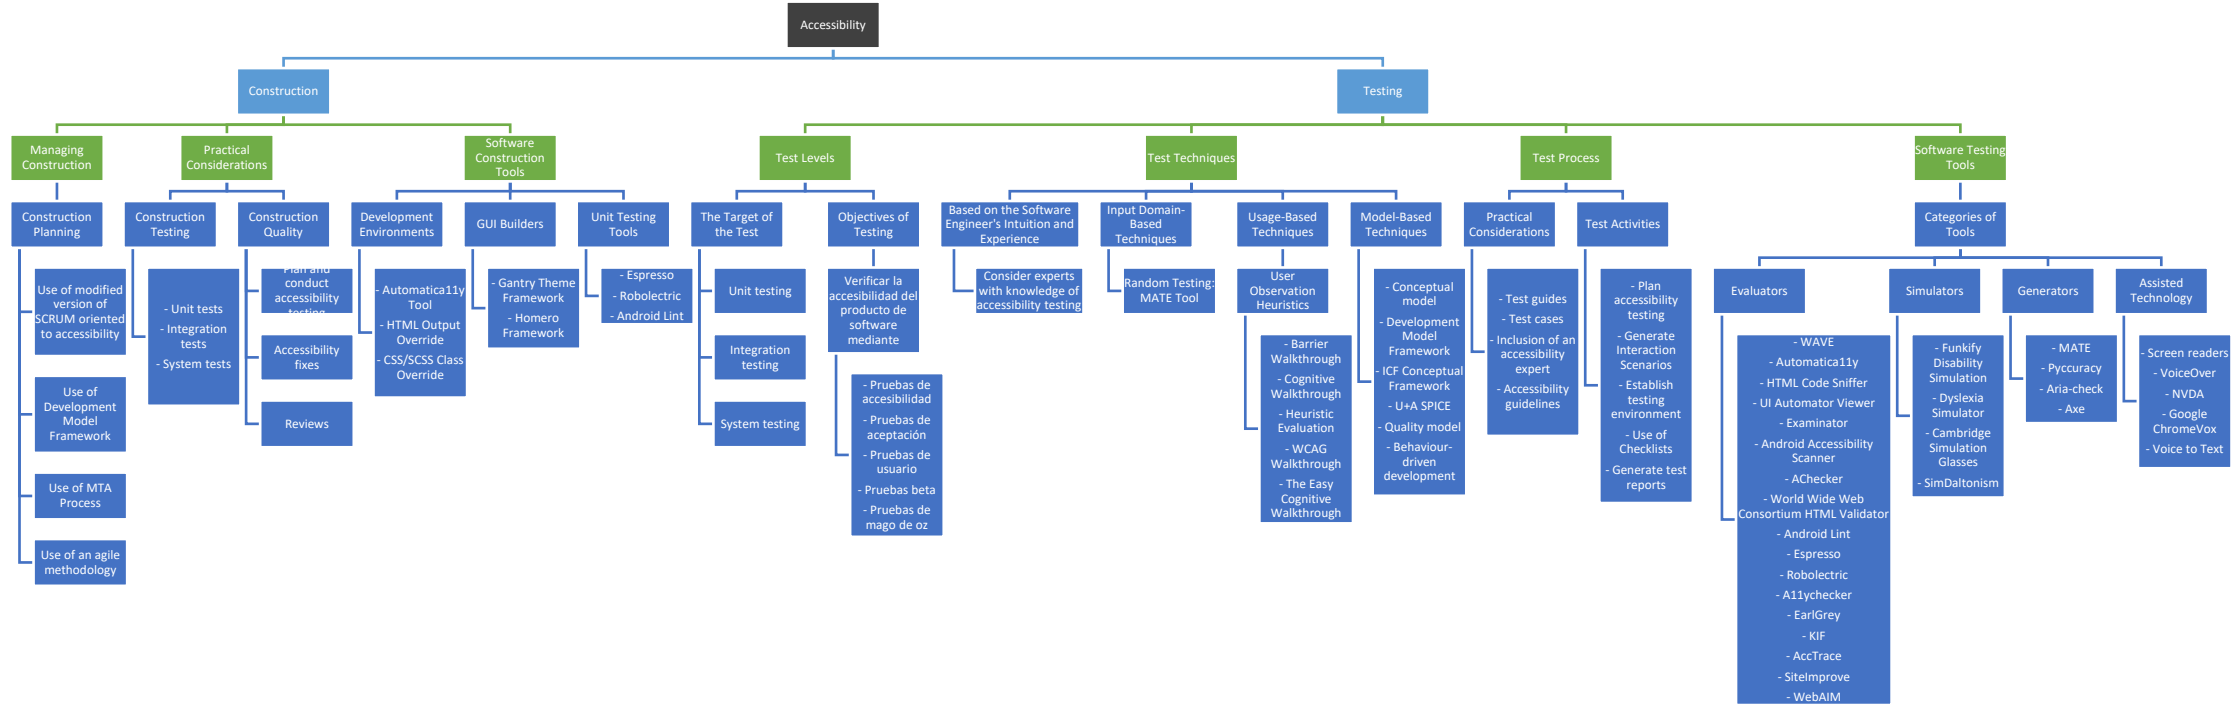 Accessibility
Construction
Testing
Managing
Construction
Practical
Considerations
Software
Construction
Tools
Test Levels
Test Techniques
Test Process
Software Testing
Tools
Construction
Planning
Construction
Testing
Construction
Quality
Development
Environments
GUI Builders
Unit Testing
Tools
The Target of
the Test
Objectives of
Testing
Based on the Software
Engineer's Intuition and
Experience
Input Domain-
Based
Techniques
Usage-Based
Techniques
Model-Based
Techniques
Practical
Considerations
Test Activities
Categories of
Tools
Use of modified
version of
SCRUM oriented
to accessibility
Use of
Development
Model
Framework
Use of MTA
Process
Use of an agile
methodology
- Unit tests
- Integration
tests
- System tests
Plan and
conduct
accessibility
testing
Accessibility
fixes
Reviews
- Automatica11y
Tool
- HTML Output
Override
- CSS/SCSS Class
Override
- Gantry Theme
Framework
- Homero
Framework
- Espresso
- Robolectric
- Android Lint
Unit testing
Integration
testing
System testing
Verificar la
accesibilidad del
producto de
software
mediante
- Pruebas de
accesibilidad
- Pruebas de
aceptación
- Pruebas de
usuario
- Pruebas beta
- Pruebas de
mago de oz
Consider experts
with knowledge of
accessibility testing
Random Testing:
MATE Tool
User
Observation
Heuristics
- Barrier
Walkthrough
- Cognitive
Walkthrough
- Heuristic
Evaluation
- WCAG
Walkthrough
- The Easy
Cognitive
Walkthrough
- Conceptual
model
- Development
Model
Framework
- ICF Conceptual
Framework
- U+A SPICE
- Quality model
- Behaviour-
driven
development
- Test guides
- Test cases
- Inclusion of an
accessibility
expert
- Accessibility
guidelines
- Plan
accessibility
testing
- Generate
Interaction
Scenarios
- Establish
testing
environment
- Use of
Checklists
- Generate test
reports
Evaluators
Simulators
Generators
Assisted
Technology
- WAVE
- Automatica11y
- HTML Code Sniffer
- UI Automator Viewer
- Examinator
- Android Accessibility
Scanner
- AChecker
- World Wide Web
Consortium HTML Validator
- Android Lint
- Espresso
- Robolectric
- A11ychecker
- EarlGrey
- KIF
- AccTrace
- SiteImprove
- WebAIM
- Funkify
Disability
Simulation
- Dyslexia
Simulator
- Cambridge
Simulation
Glasses
- SimDaltonism
- MATE
- Pyccuracy
- Aria-check
- Axe
- Screen readers
- VoiceOver
- NVDA
- Google
ChromeVox
- Voice to Text